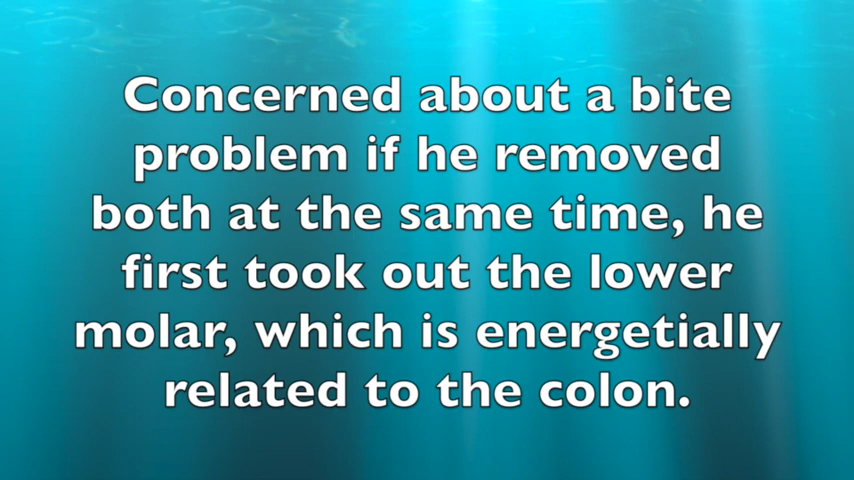 Concerned about a bite
problem if he removed
both at the same time, he
first took out the lower
molar, which is energetially
related to the colon.